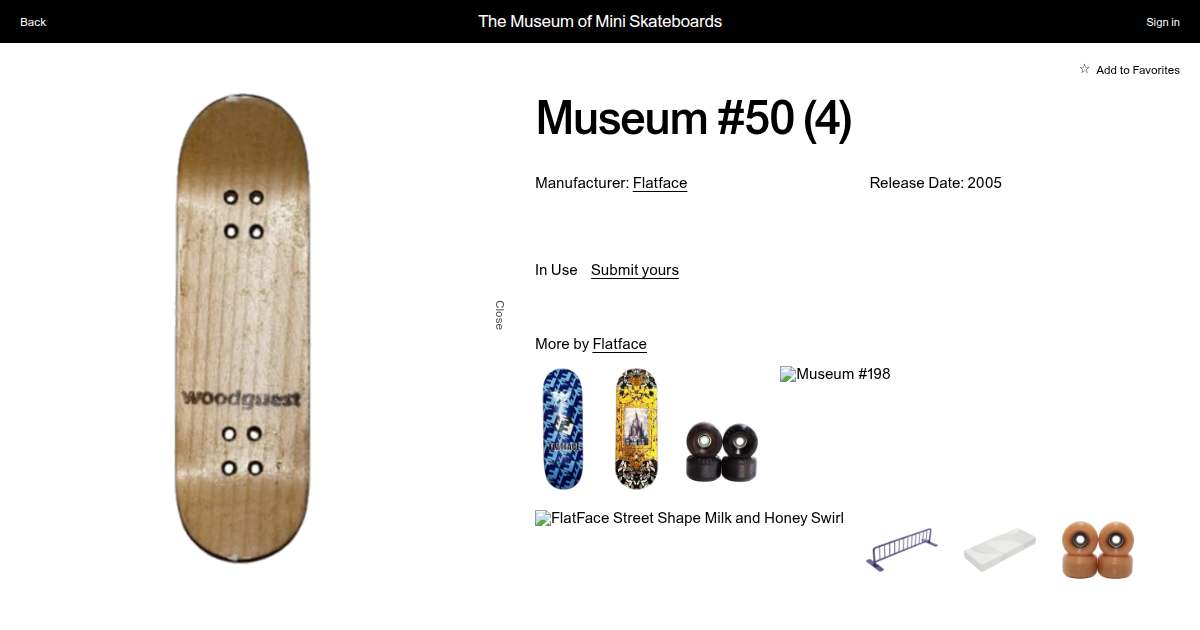 Back
The Museum of Mini Skateboards
Sign in
☆ Add to Favorites
Museum #50 (4)
Manufacturer: Flatface
Release Date: 2005
woodguest
In Use Submit yours
Close
More by Flatface
Museum #198
FlatFace Street Shape Milk and Honey Swirl